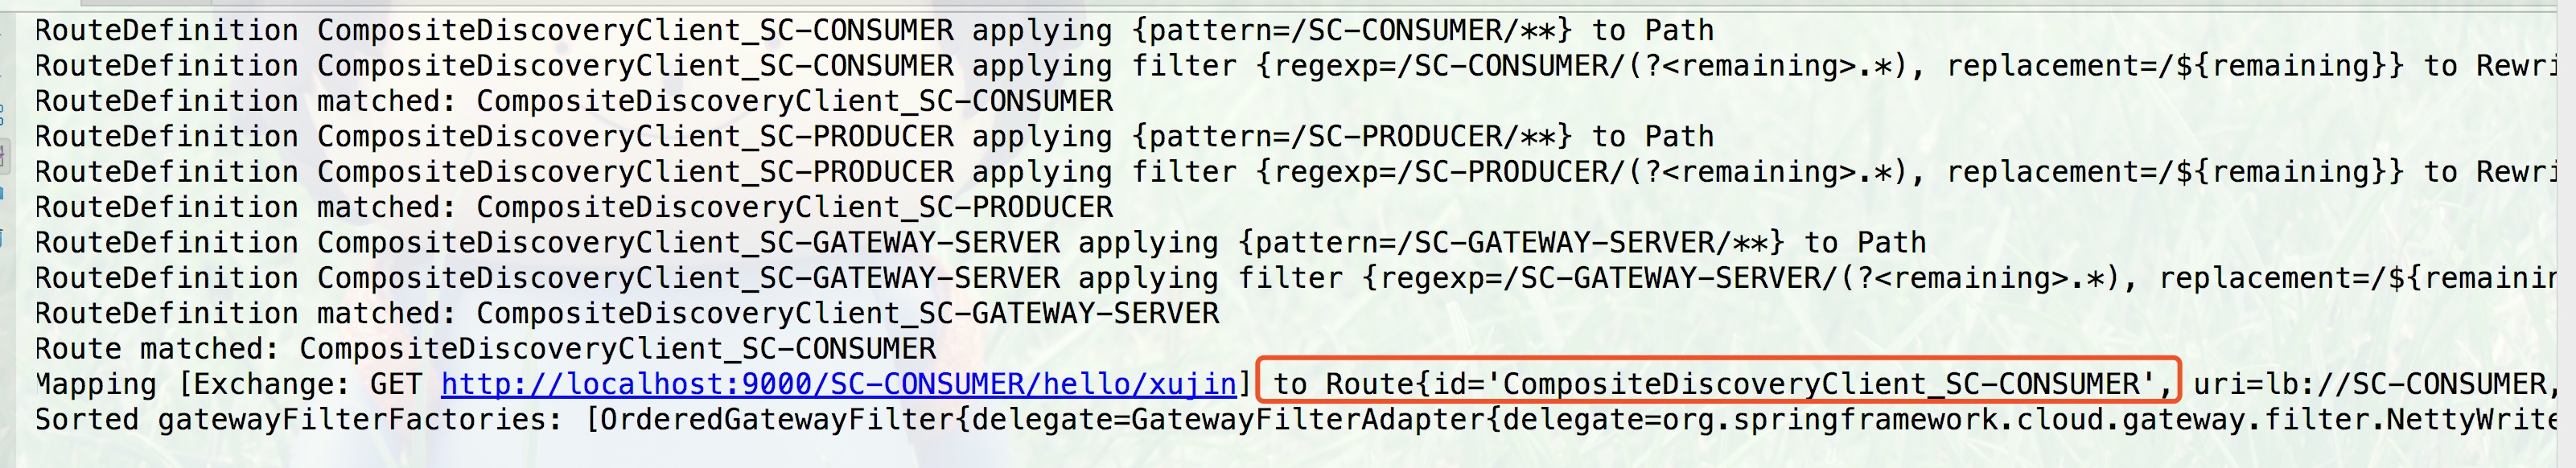 RouteDefinition CompositeDiscoveryClient_SC-CONSUMER applying {pattern=/SC-CONSUMER/**} to Path
RouteDefinition CompositeDiscoveryClient_SC-CONSUMER applying filter {regexp=/SC-CONSUMER/(?<remaining>.*), replacement=/${remaining}} to Rewri
RouteDefinition matched: CompositeDiscoveryClient_SC-CONSUMER
RouteDefinition CompositeDiscoveryClient_SC-PRODUCER applying {pattern=/SC-PRODUCER/**} to Path
RouteDefinition CompositeDiscoveryClient_SC-PRODUCER applying filter {regexp=/SC-PRODUCER/(?<remaining>.*), replacement=/${remaining}} to Rewri
RouteDefinition matched: CompositeDiscoveryClient_SC-PRODUCER
RouteDefinition CompositeDiscoveryClient_SC-GATEWAY-SERVER applying {pattern=/SC-GATEWAY-SERVER/**} to Path
RouteDefinition CompositeDiscoveryClient_SC-GATEWAY-SERVER applying filter {regexp=/SC-GATEWAY-SERVER/(?<remaining>.*), replacement=/${remainin
RouteDefinition matched: CompositeDiscoveryClient_SC-GATEWAY-SERVER
Route matched: CompositeDiscoveryClient_SC-CONSUMER
Mapping [Exchange: GET http://localhost:9000/SC-CONSUMER/hello/xujin] to Route{id='CompositeDiscoveryClient_SC-CONSUMER', uri=lb://SC-CONSUMER,
Sorted gatewayFilterFactories: [OrderedGatewayFilter{delegate=GatewayFilterAdapter{delegate=org.springframework.cloud.gateway.filter.NettyWrite